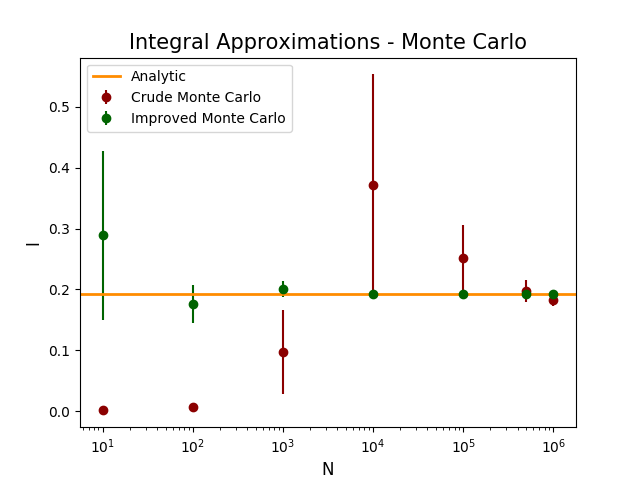 Integral Approximations - Monte Carlo
Analytic
Crude Monte Carlo
Improved Monte Carlo
I
0.5
0.4
0.3
0.2
0.1
0.0
10¹ 10² 10³ 10⁴ 10⁵ 10⁶
N